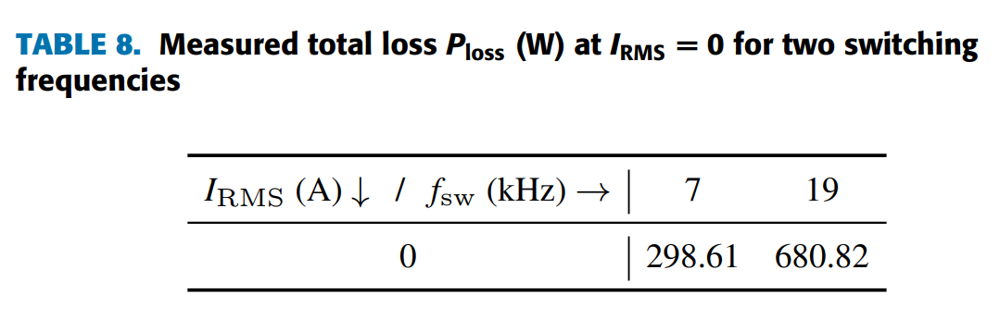 TABLE 8. Measured total loss Ploss (W) at IRMS = 0 for two switching
frequencies
IRMS (A) ↓ / fsw (kHz) → 7 19
0 298.61 680.82